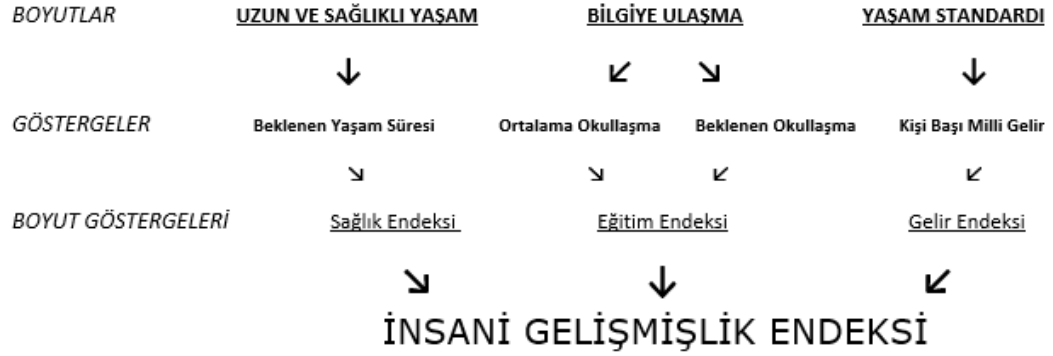 BOYUTLAR UZUN VE SAĞLIKLI YAŞAM BİLGİYE ULAŞMA YAŞAM STANDARDI
GÖSTERGELER Beklenen Yaşam Süresi Ortalama Okullaşma Beklenen Okullaşma Kişi Başı Milli Gelir
BOYUT GÖSTERGELERİ Sağlık Endeksi Eğitim Endeksi Gelir Endeksi
İNSANİ GELİŞMİŞLİK ENDEKSİ